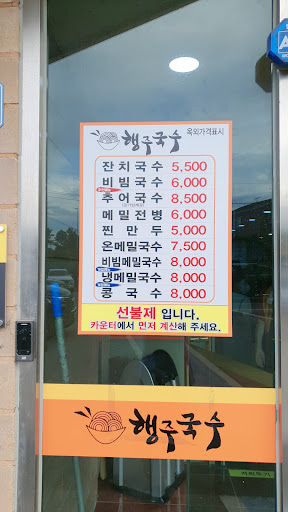 행주국수 옥외가격표시
잔치국수 5,500
비빔국수 6,000
추어국수 8,500
메밀전병 6,000
찐만두 5,000
온메밀국수 7,500
비빔메밀국수 8,000
냉메밀국수 8,000
콩국수 8,000
선불제 입니다.
카운터에서 먼저 계산해 주세요.
행주국수